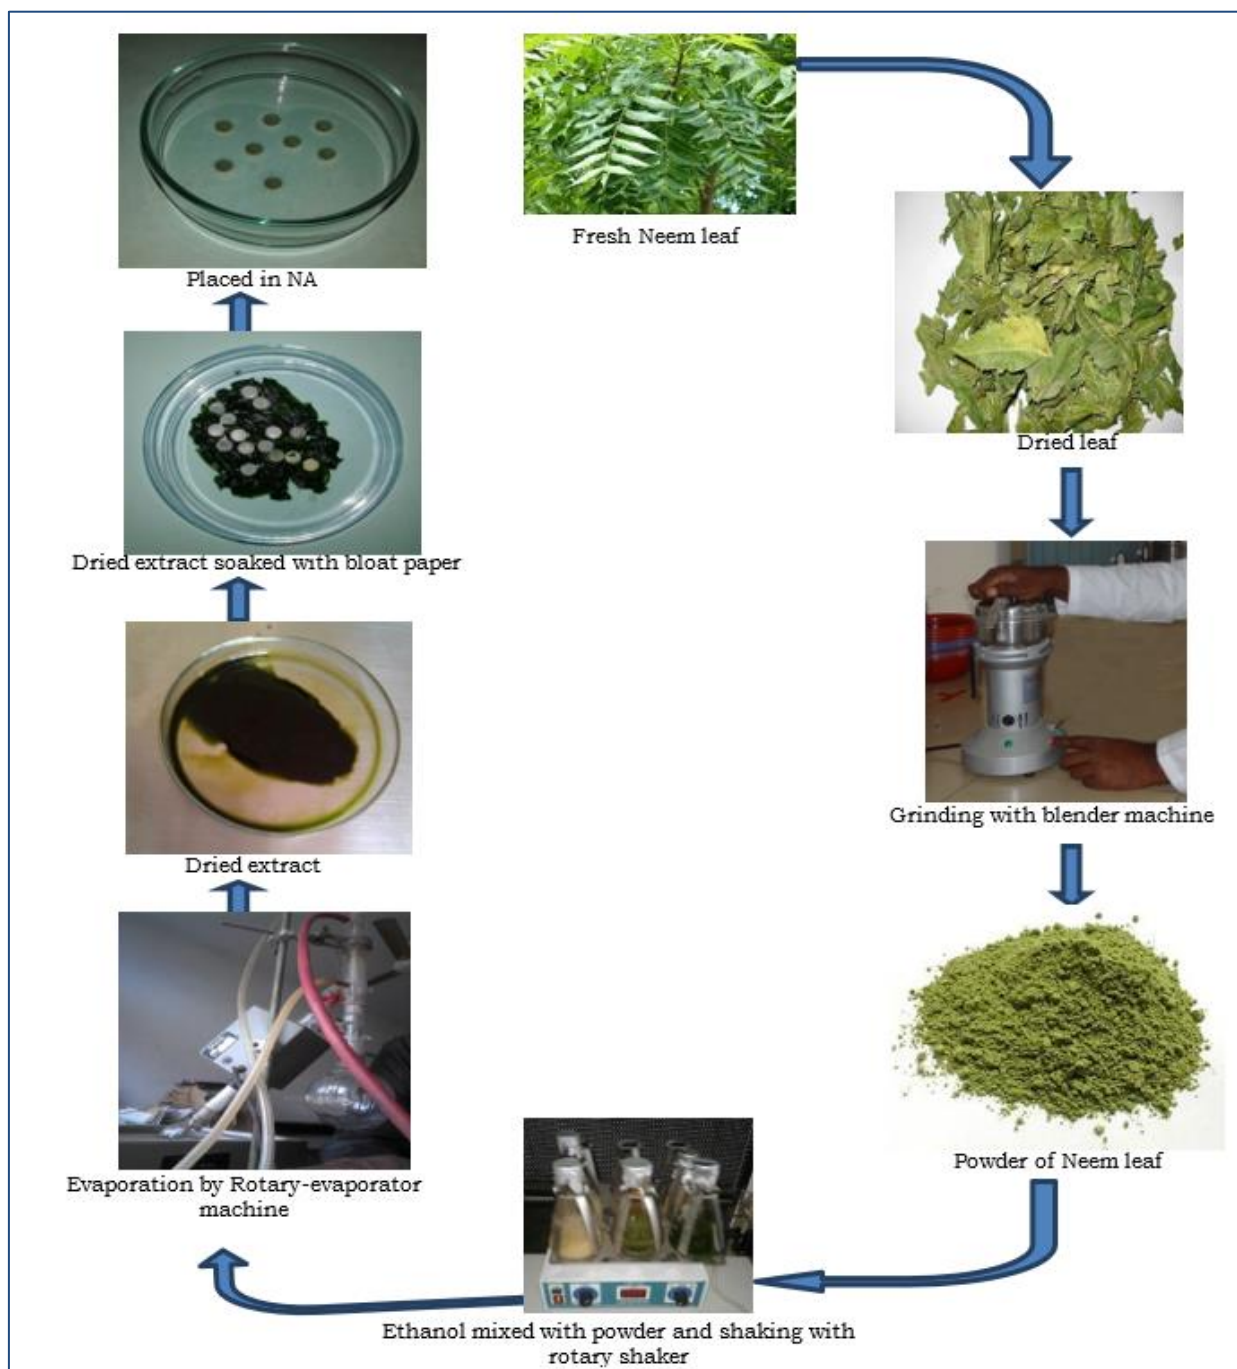 Fresh Neem leaf
Dried leaf
Grinding with blender machine
Powder of Neem leaf
Ethanol mixed with powder and shaking with
rotary shaker
Evaporation by Rotary-evaporator
machine
Dried extract
Dried extract soaked with bloat paper
Placed in NA